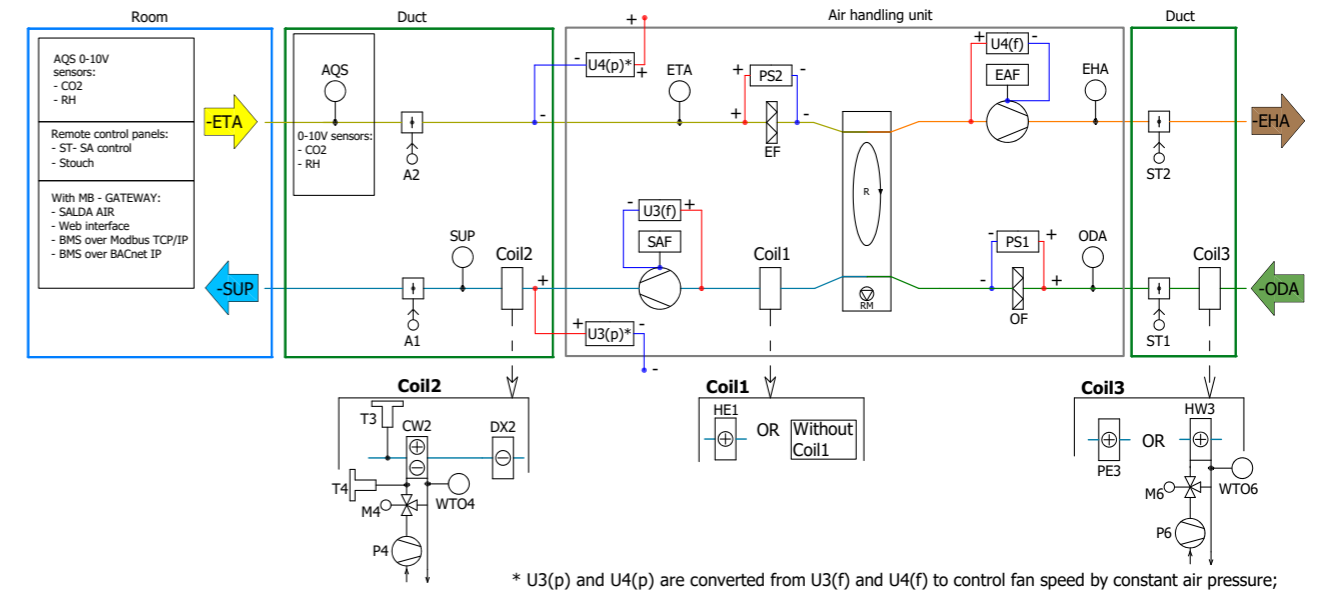 Room
Duct
Air handling unit
Duct
AQS 0-10V
sensors:
- CO2
- RH
Remote control panels:
- ST- SA control
- Stouch
With MB - GATEWAY:
- SALDA AIR
- Web interface
- BMS over Modbus TCP/IP
- BMS over BACnet IP
-ETA
-SUP
AQS
0-10V sensors:
- CO2
- RH
A2
SUP
Coil2
A1
+
- U4(p)* +
-
ETA
+ PS2 -
+ -
EF
+ U4(f) -
EAF
EHA
ST2
-EHA
- U3(f) +
SAF
+
+ U3(p)* -
-
Coil1
R
RM
- PS1 +
- +
OF
ODA
ST1
Coil3
-ODA
Coil2
T3
CW2
+
-
DX2
-
T4
M4
WTO4
P4
Coil1
HE1
+
OR
Without
Coil1
Coil3
+
PE3
OR
HW3
+
M6
WTO6
P6
* U3(p) and U4(p) are converted from U3(f) and U4(f) to control fan speed by constant air pressure;